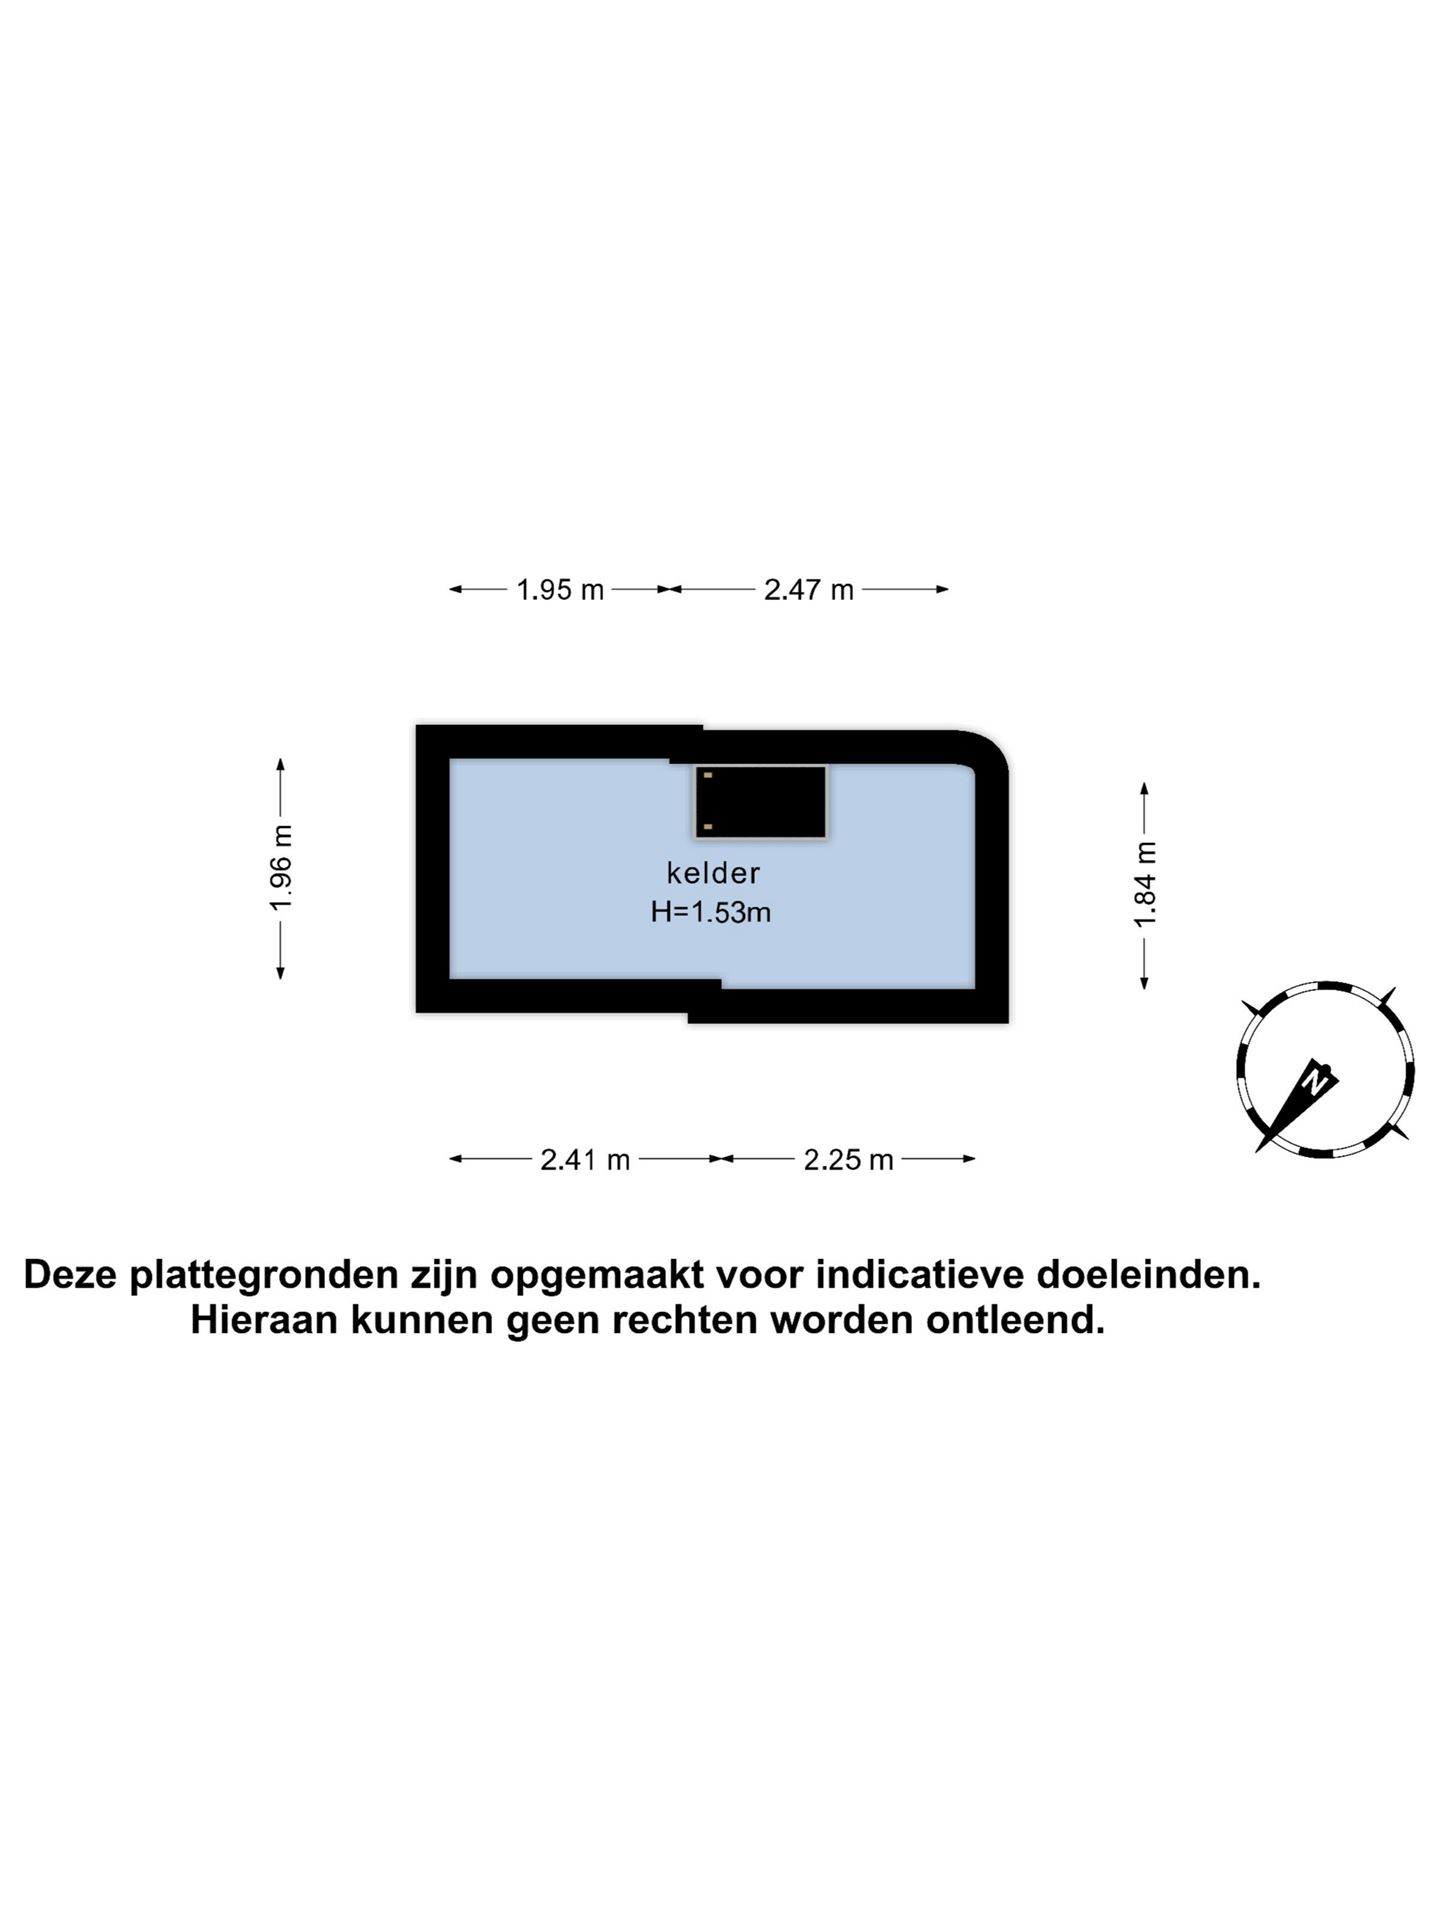 1.95 m 2.47 m
1.96 m
1.84 m
kelder
H=1.53m
N
2.41 m 2.25 m
Deze plattegronden zijn opgemaakt voor indicatieve doeleinden.
Hieraan kunnen geen rechten worden ontleend.